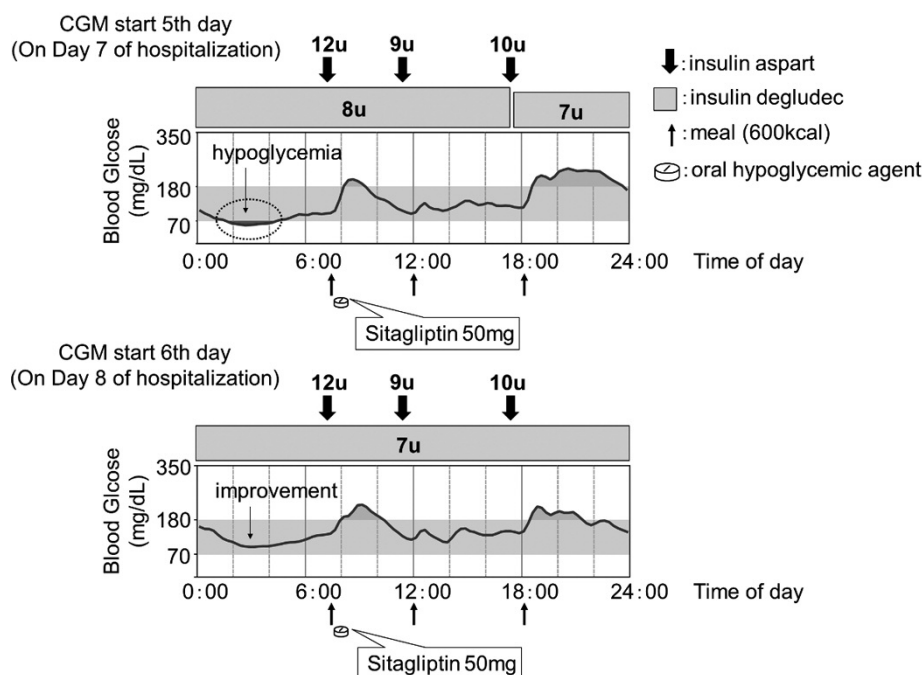 CGM start 5th day
(On Day 7 of hospitalization)
12u 9u 10u
: insulin aspart
: insulin degludec
: meal (600kcal)
: oral hypoglycemic agent
8u 7u
Blood Glcose
(mg/dL)
350
180
70
hypoglycemia
0:00 6:00 12:00 18:00 24:00 Time of day
Sitagliptin 50mg
CGM start 6th day
(On Day 8 of hospitalization)
12u 9u 10u
7u
Blood Glcose
(mg/dL)
350
180
70
improvement
0:00 6:00 12:00 18:00 24:00 Time of day
Sitagliptin 50mg